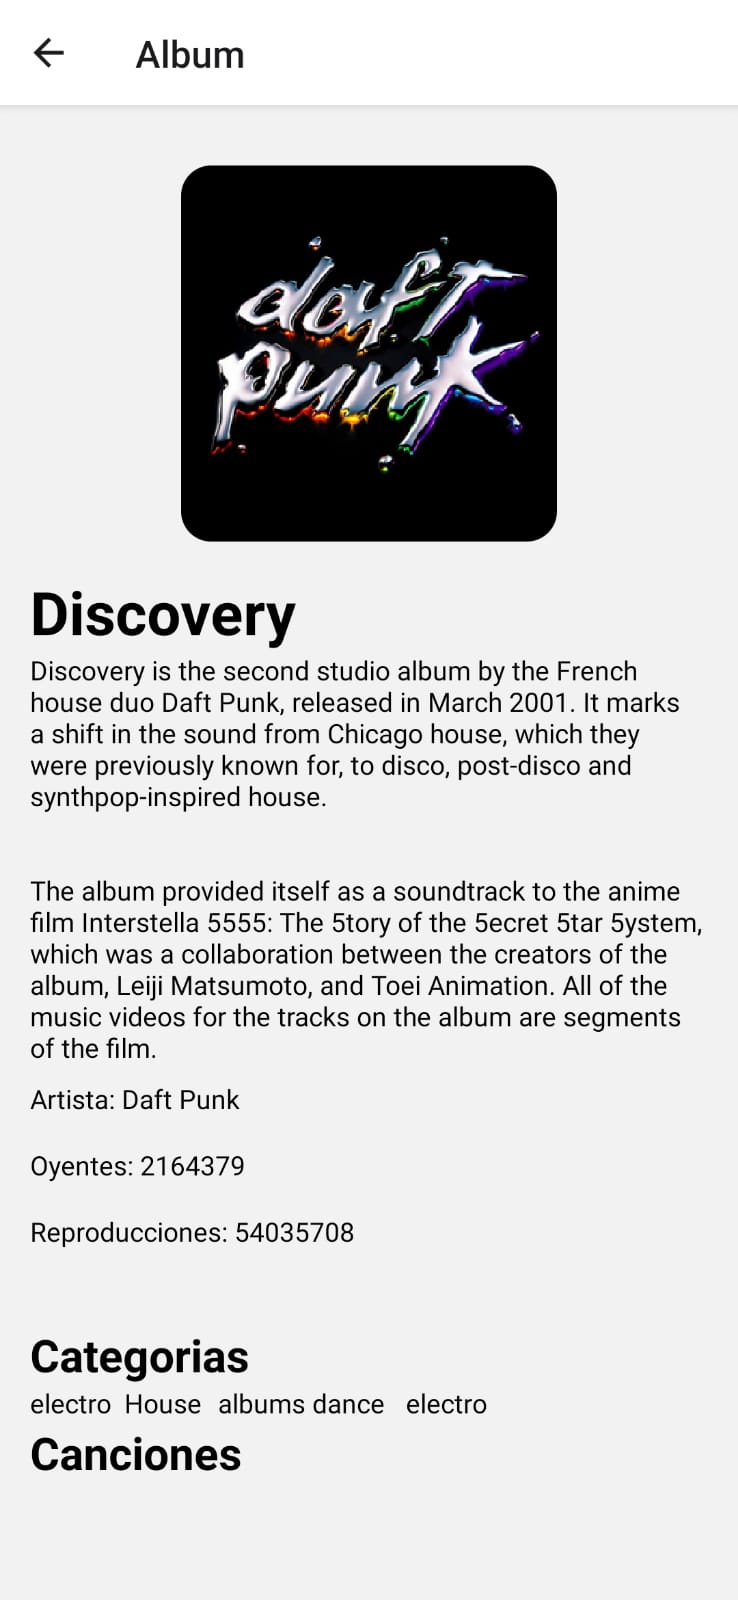 Album
daft
punk
Discovery
Discovery is the second studio album by the French
house duo Daft Punk, released in March 2001. It marks
a shift in the sound from Chicago house, which they
were previously known for, to disco, post-disco and
synthpop-inspired house.
The album provided itself as a soundtrack to the anime
film Interstella 5555: The 5tory of the 5ecret 5tar 5ystem,
which was a collaboration between the creators of the
album, Leiji Matsumoto, and Toei Animation. All of the
music videos for the tracks on the album are segments
of the film.
Artista: Daft Punk
Oyentes: 2164379
Reproducciones: 54035708
Categorias
electro House albums dance electro
Canciones